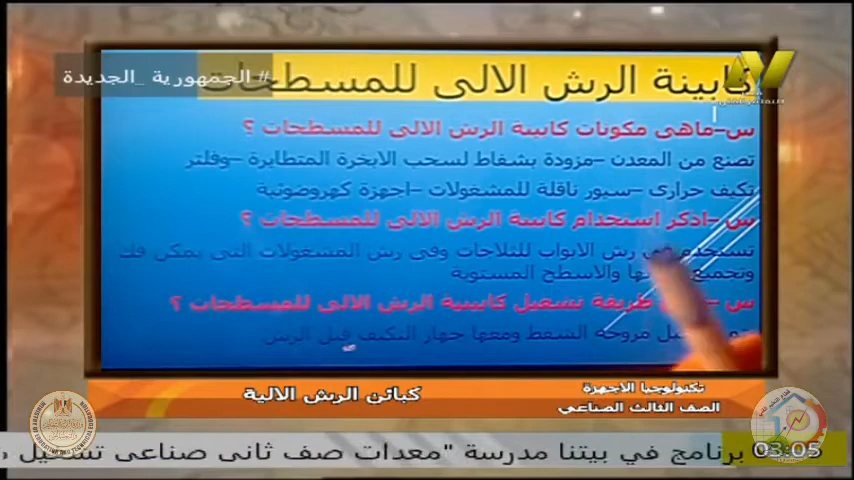 #الجمهورية_الجديدة
كابينة الرش الالى للمسطحات
س–ماهى مكونات كابينة الرش الالى للمسطحات ؟
تصنع من المعدن –مزودة بشفاط لسحب الابخرة المتطايرة –وفلتر
تكيف حرارى –سيور ناقلة للمشغولات –اجهزة كهروضوئية
س –اذكر استخدام كابينة الرش الالى للمسطحات ؟
تستخدم فى رش الابواب للثلاجات وفى رش المشغولات التى يمكن فك
وتجميع والاسطح المستوية
س – طريقة تشغيل كابينة الرش الالى للمسطحات ؟
مروحة الشفط ومعها جهاز التكيف قبل الرش
تكنولوجيا الاجهزة
الصف الثالث الصناعي
كبائن الرش الالية
برنامج في بيتنا مدرسة "معدات صف ثانى صناعى تشغيل
03:05